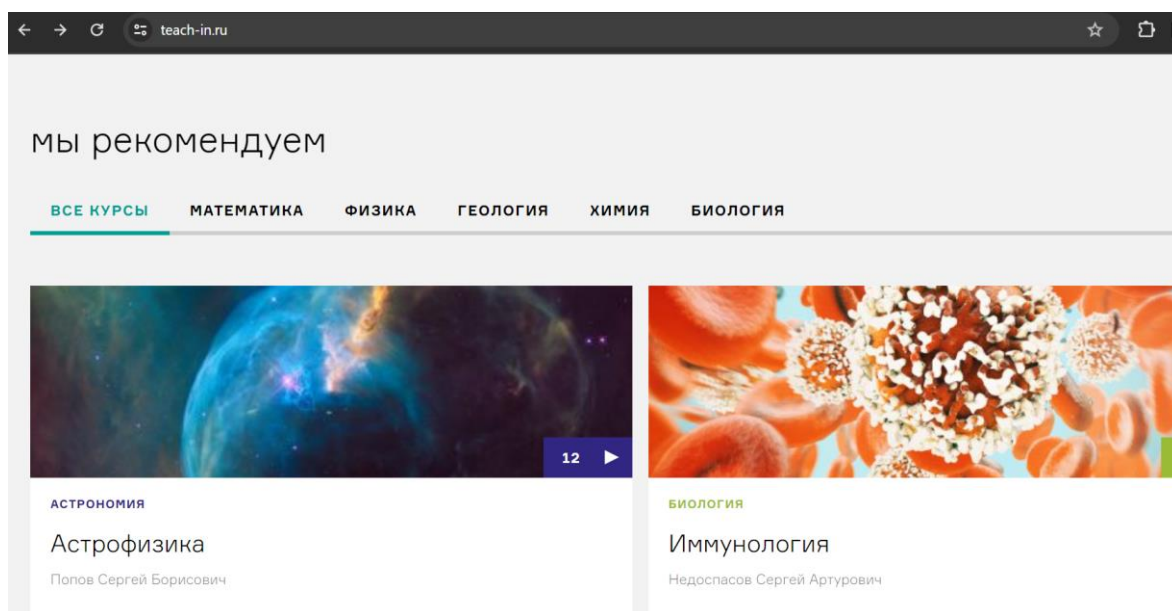 teach-in.ru
мы рекомендуем
ВСЕ КУРСЫ МАТЕМАТИКА ФИЗИКА ГЕОЛОГИЯ ХИМИЯ БИОЛОГИЯ
12
АСТРОНОМИЯ
Астрофизика
Попов Сергей Борисович
БИОЛОГИЯ
Иммунология
Недоспасов Сергей Артурович